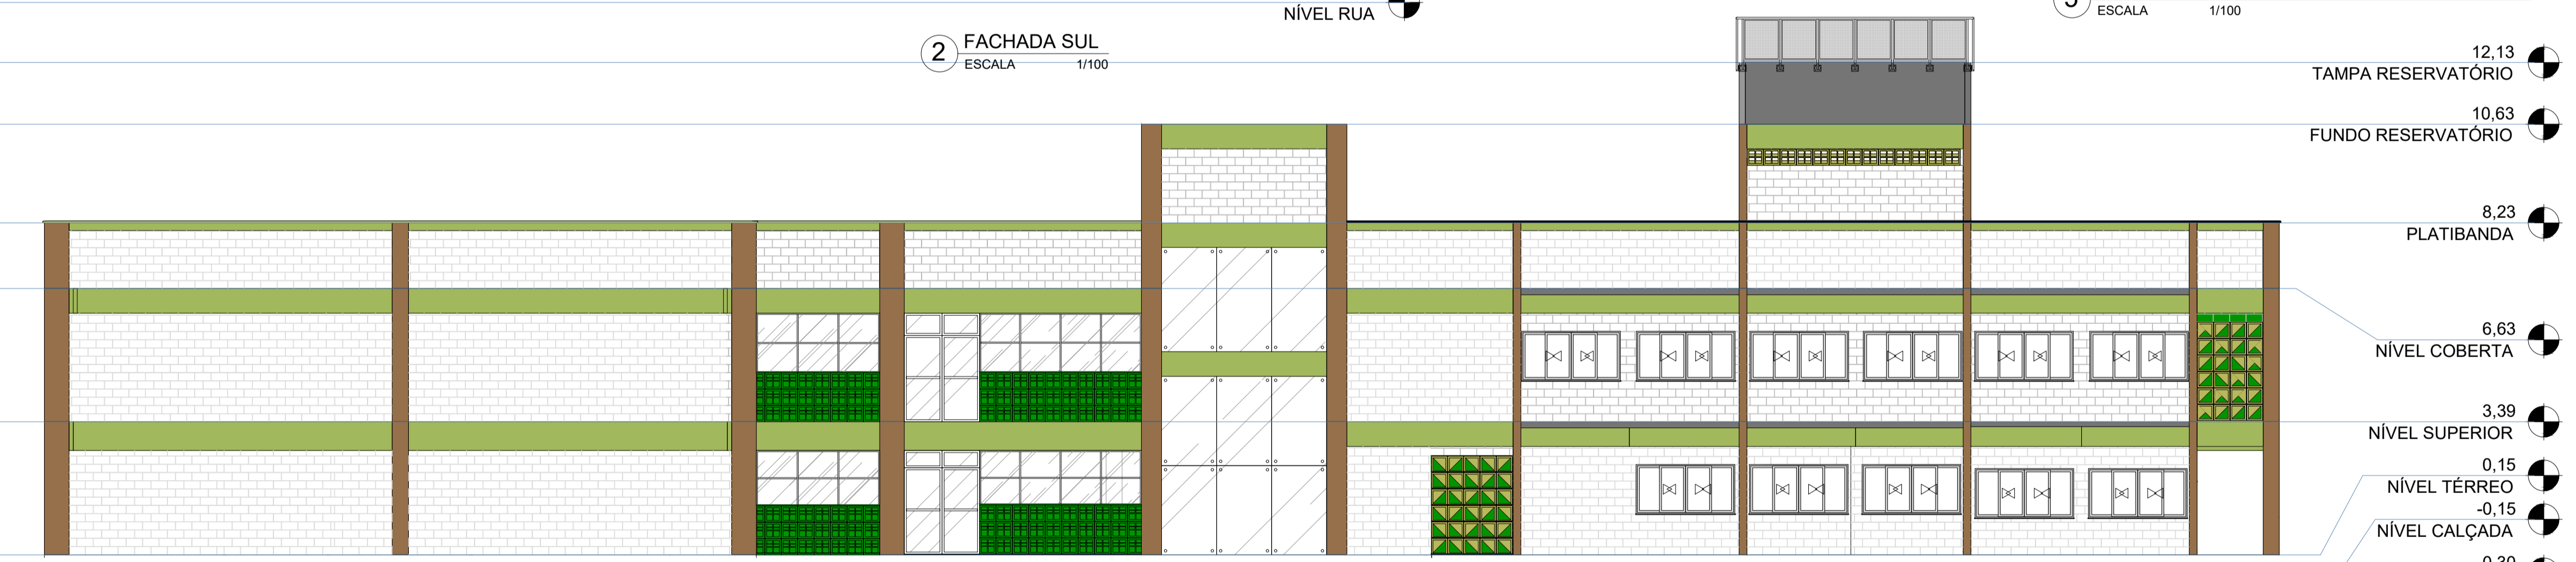 NÍVEL RUA
ESCALA 1/100
2 FACHADA SUL
ESCALA 1/100
12,13
TAMPA RESERVATÓRIO
10,63
FUNDO RESERVATÓRIO
8,23
PLATIBANDA
6,63
NÍVEL COBERTA
3,39
NÍVEL SUPERIOR
0,15
NÍVEL TÉRREO
-0,15
NÍVEL CALÇADA